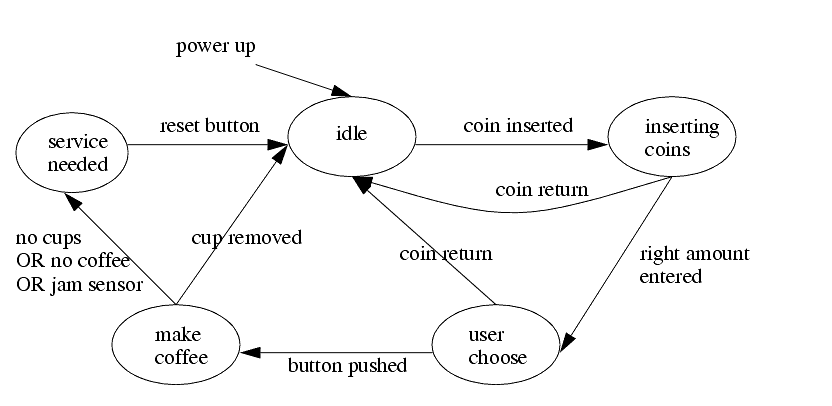 power up
reset button
idle
coin inserted
inserting
coins
service
needed
coin return
no cups
OR no coffee
OR jam sensor
cup removed
coin return
right amount
entered
make
coffee
button pushed
user
choose